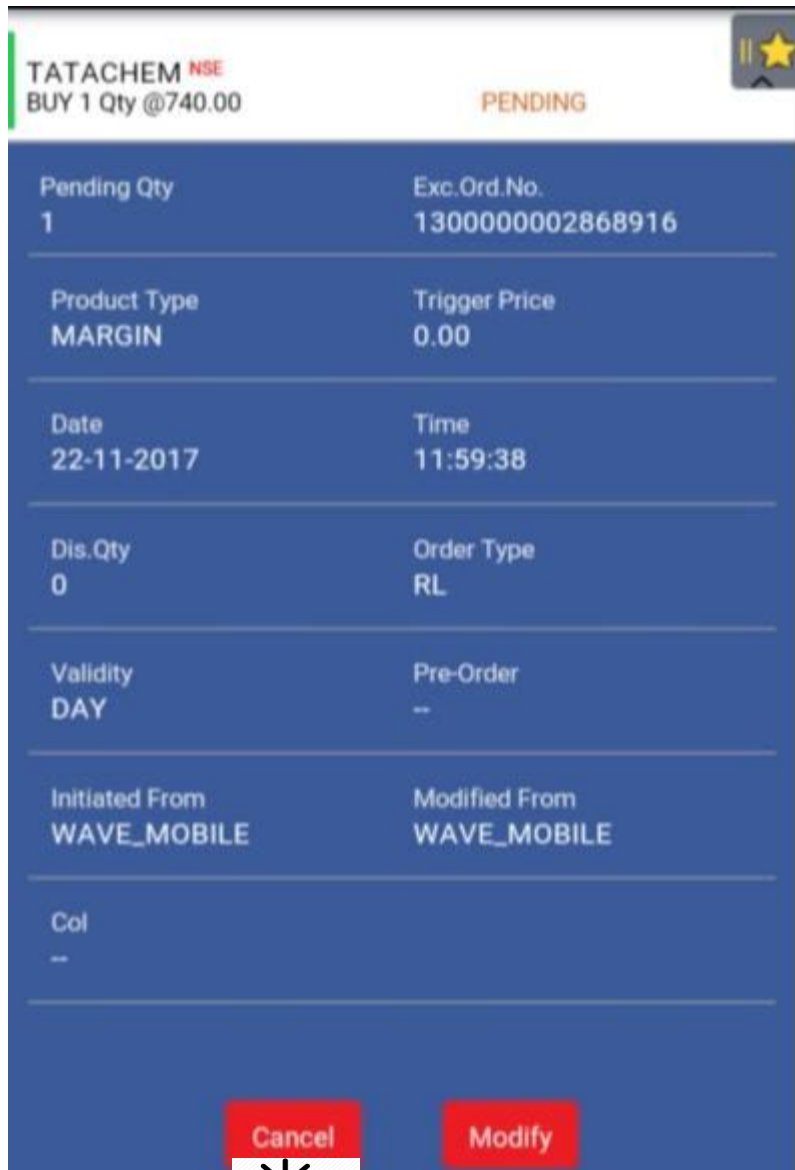 TATACHEM NSE
BUY 1 Qty @740.00 PENDING
Pending Qty Exc.Ord.No.
1 1300000002868916
Product Type Trigger Price
MARGIN 0.00
Date Time
22-11-2017 11:59:38
Dis.Qty Order Type
0 RL
Validity Pre-Order
DAY --
Initiated From Modified From
WAVE_MOBILE WAVE_MOBILE
Col
--
Cancel Modify